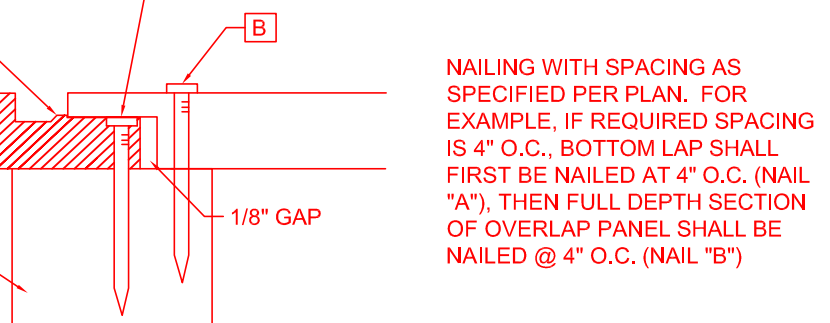 B
1/8" GAP
NAILING WITH SPACING AS
SPECIFIED PER PLAN. FOR
EXAMPLE, IF REQUIRED SPACING
IS 4" O.C., BOTTOM LAP SHALL
FIRST BE NAILED AT 4" O.C. (NAIL
"A"), THEN FULL DEPTH SECTION
OF OVERLAP PANEL SHALL BE
NAILED @ 4" O.C. (NAIL "B")